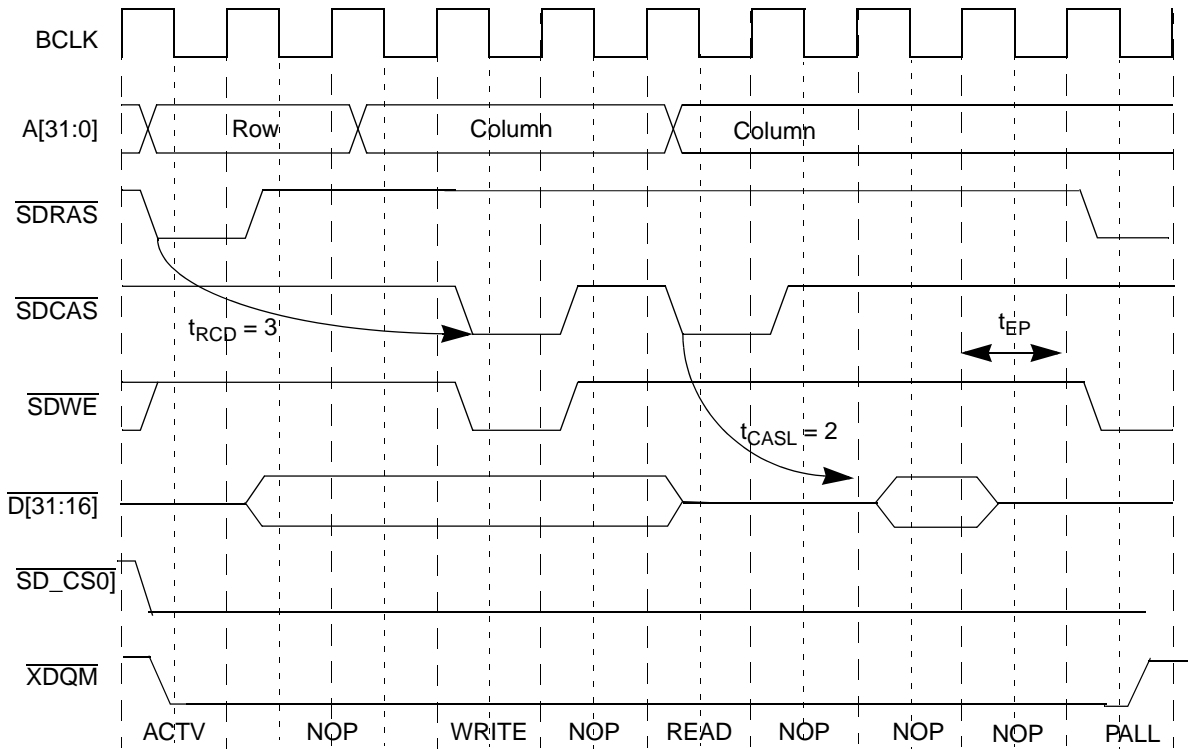 BCLK
A[31:0] Row Column Column
SDRAS
SDCAS
tRCD = 3
tEP
SDWE
tCASL = 2
D[31:16]
SD_CS0]
XDQM
ACTV NOP WRITE NOP READ NOP NOP NOP PALL